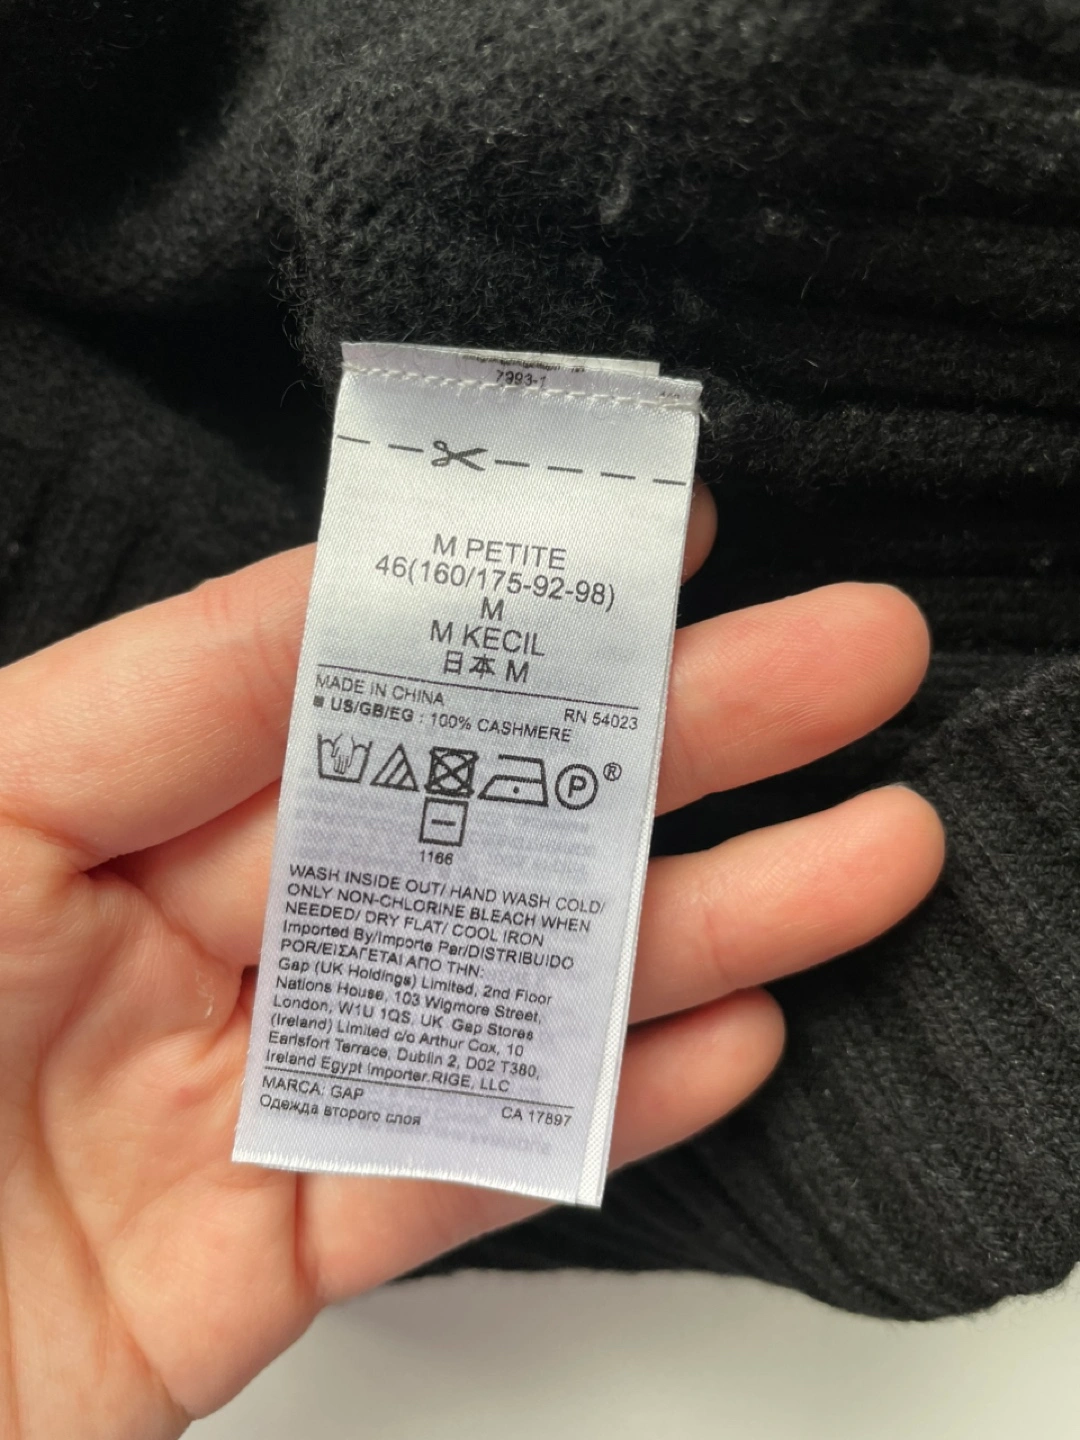 7993-1
M PETITE
46(160/175-92-98)
M
M KECIL
日本 M
MADE IN CHINA
RN 54023
■ US/GB/EG : 100% CASHMERE
P ®
1166
WASH INSIDE OUT/ HAND WASH COLD/
ONLY NON-CHLORINE BLEACH WHEN
NEEDED/ DRY FLAT/ COOL IRON
Imported By/Importe Par/DISTRIBUIDO
POR/ΕΙΣΑΓΕΤΑΙ ΑΠΟ ΤΗΝ:
Gap (UK Holdings) Limited, 2nd Floor
Nations House, 103 Wigmore Street,
London, W1U 1QS, UK. Gap Stores
(Ireland) Limited c/o Arthur Cox, 10
Earlsfort Terrace, Dublin 2, D02 T380,
Ireland Egypt Importer:RIGE, LLC
MARCA: GAP
CA 17897
Одежда второго слоя